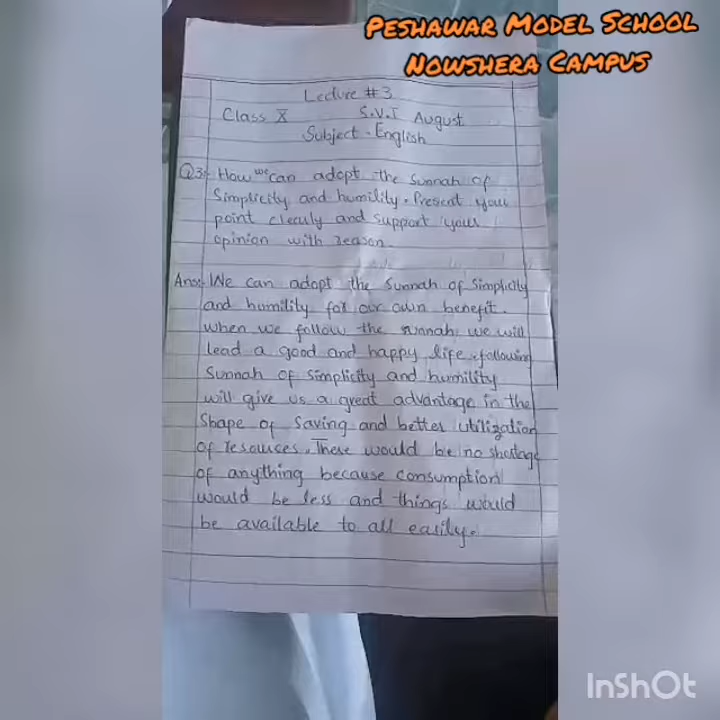 PESHAWAR MODEL SCHOOL
NOWSHERA CAMPUS
Lecture #3
Class X S.V.I August
Subject - English
Q3:- How we can adopt the Sunnah of
Simplicity and humility. Present your
point clearly and support your
opinion with reason.
Ans:- We can adopt the Sunnah of Simplicity
and humility for our own benefit.
When we follow the sunnah, we will
lead a good and happy life. following
Sunnah of simplicity and humility
will give us a great advantage in the
Shape of saving and better utilization
of resources. There would be no shortage
of anything because consumption
would be less and things would
be available to all easily.
InShOt